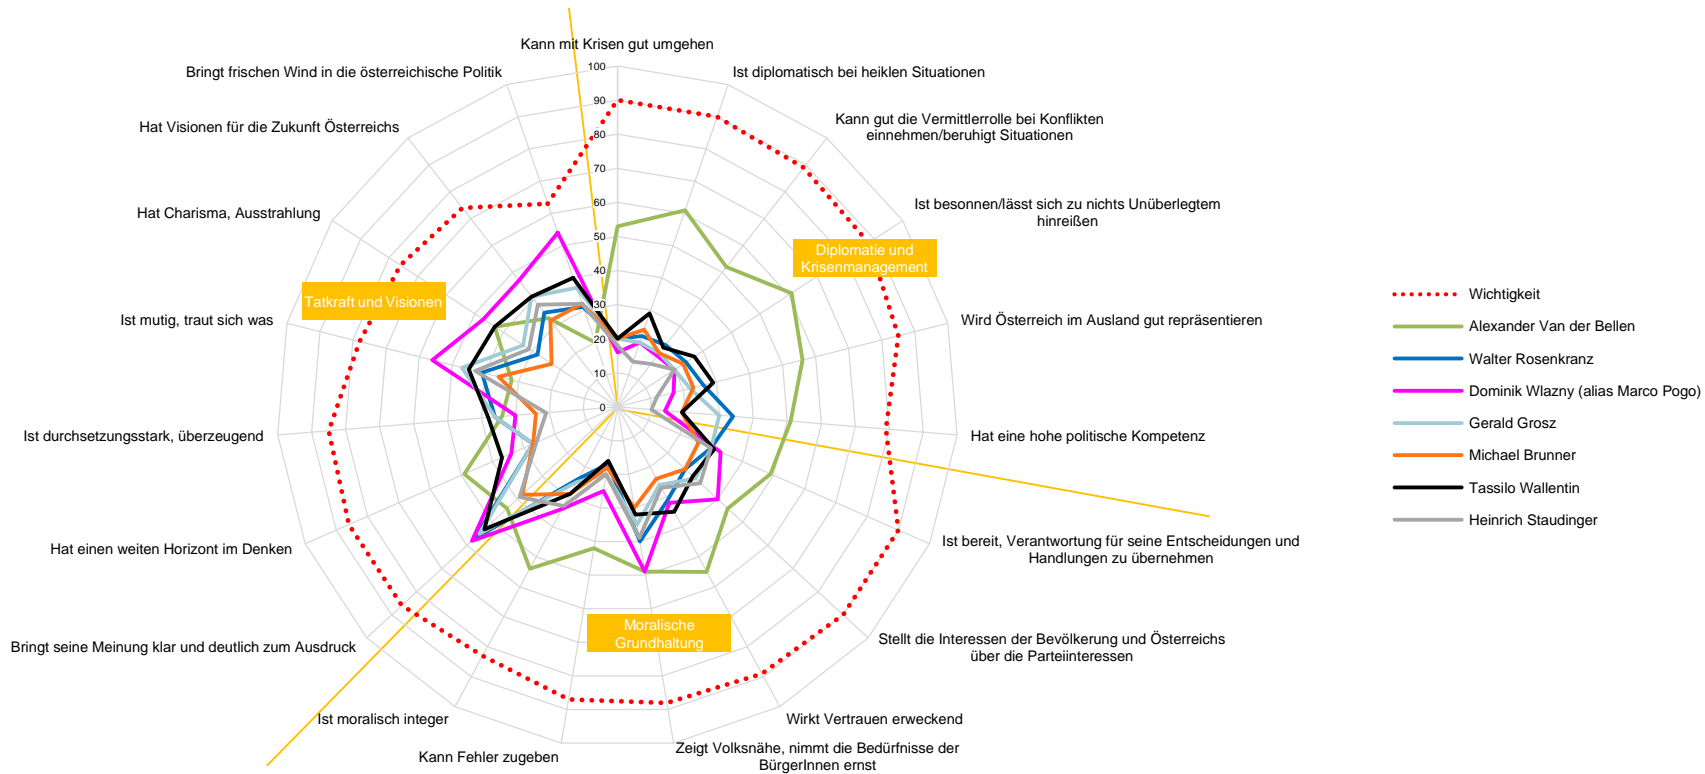 Kann mit Krisen gut umgehen
Bringt frischen Wind in die österreichische Politik
Ist diplomatisch bei heiklen Situationen
Hat Visionen für die Zukunft Österreichs
Kann gut die Vermittlerrolle bei Konflikten
einnehmen/beruhigt Situationen
Hat Charisma, Ausstrahlung
Ist besonnen/lässt sich zu nichts Unüberlegtem
hinreißen
Ist mutig, traut sich was
Wird Österreich im Ausland gut repräsentieren
Ist durchsetzungsstark, überzeugend
Hat eine hohe politische Kompetenz
Hat einen weiten Horizont im Denken
Ist bereit, Verantwortung für seine Entscheidungen und
Handlungen zu übernehmen
Bringt seine Meinung klar und deutlich zum Ausdruck
Stellt die Interessen der Bevölkerung und Österreichs
über die Parteiinteressen
Ist moralisch integer
Wirkt Vertrauen erweckend
Kann Fehler zugeben
Zeigt Volksnähe, nimmt die Bedürfnisse der
BürgerInnen ernst
100
90
80
70
60
50
40
30
20
10
0
Diplomatie und
Krisenmanagement
Tatkraft und Visionen
Moralische
Grundhaltung
Wichtigkeit
Alexander Van der Bellen
Walter Rosenkranz
Dominik Wlazny (alias Marco Pogo)
Gerald Grosz
Michael Brunner
Tassilo Wallentin
Heinrich Staudinger